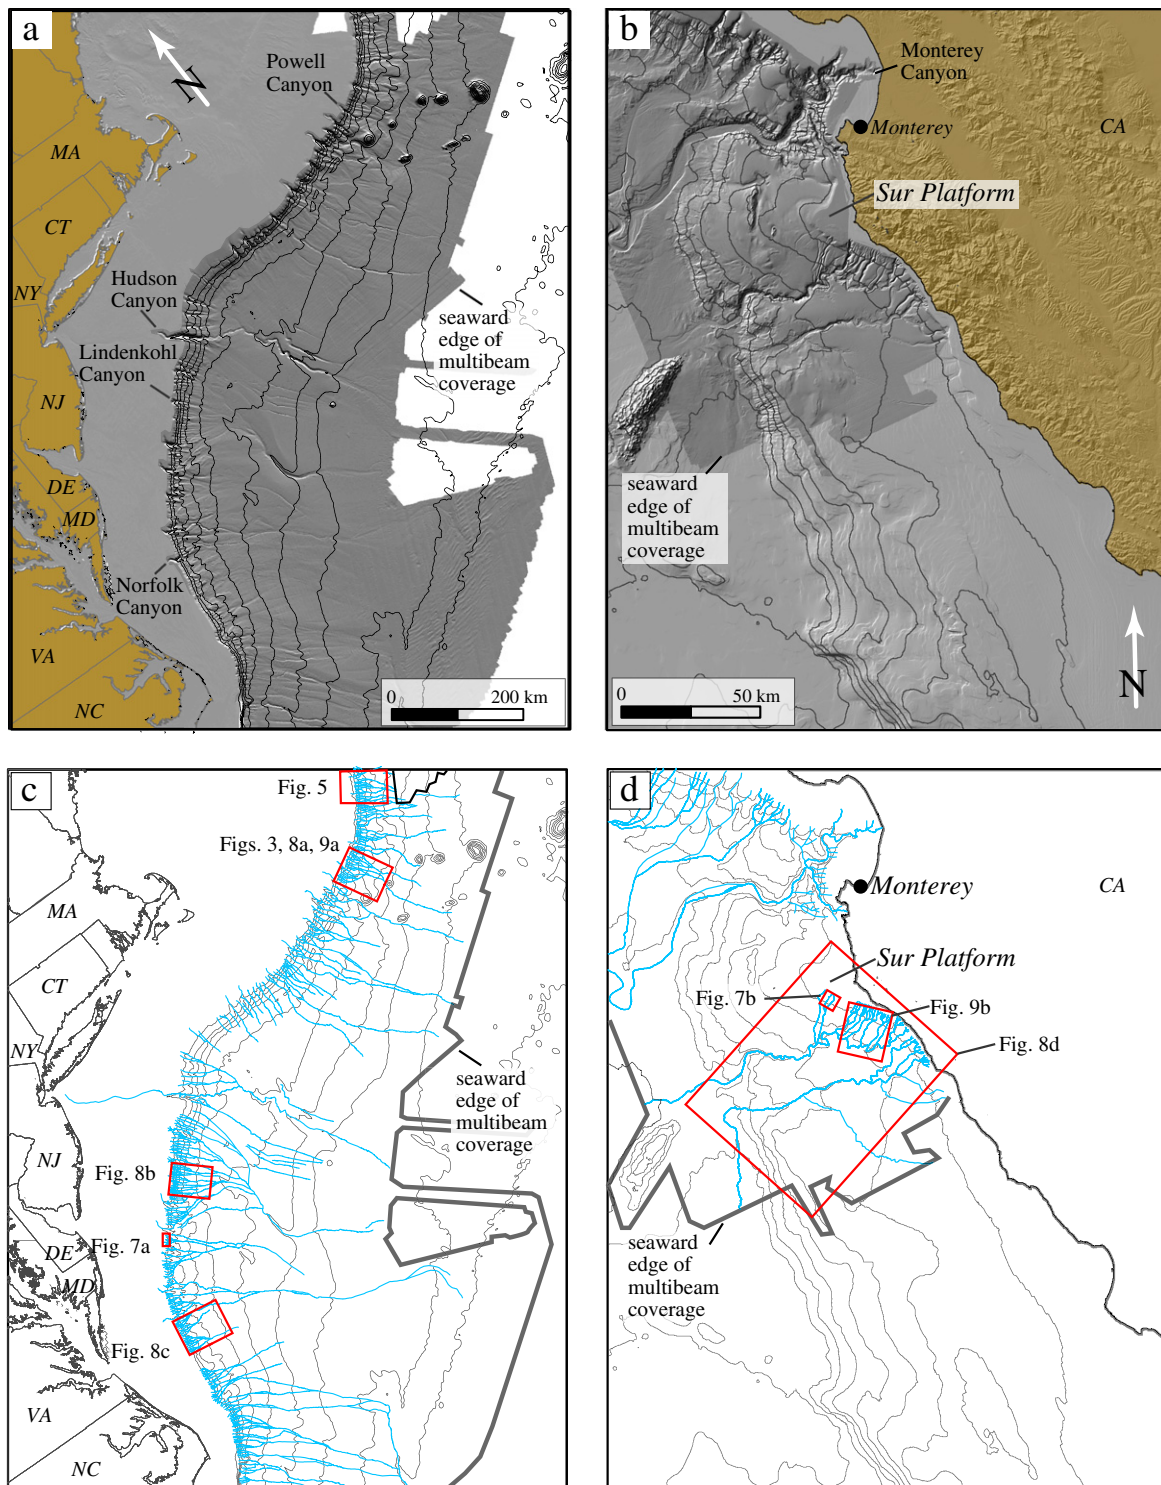 a
Powell
Canyon
N
MA
CT
NY
Hudson
Canyon
Lindenkohl
Canyon
NJ
seaward
edge of
multibeam
coverage
DE
MD
Norfolk
Canyon
VA
NC
0 200 km
b
Monterey
Canyon
Monterey
CA
Sur Platform
seaward
edge of
multibeam
coverage
0 50 km
N
c
Fig. 5
Figs. 3, 8a, 9a
MA
CT
NY
seaward
edge of
multibeam
coverage
NJ
Fig. 8b
Fig. 7a
DE
MD
Fig. 8c
VA
NC
d
Monterey
CA
Sur Platform
Fig. 7b
Fig. 9b
Fig. 8d
seaward
edge of
multibeam
coverage